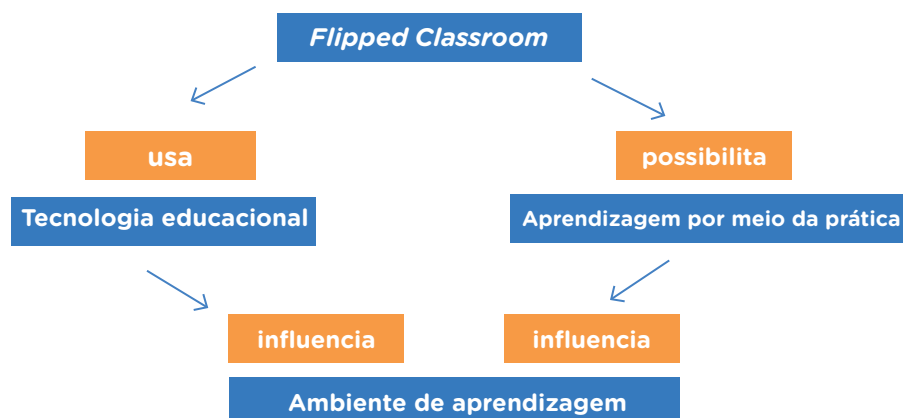 Flipped Classroom
usa
possibilita
Tecnologia educacional
Aprendizagem por meio da prática
influencia
influencia
Ambiente de aprendizagem